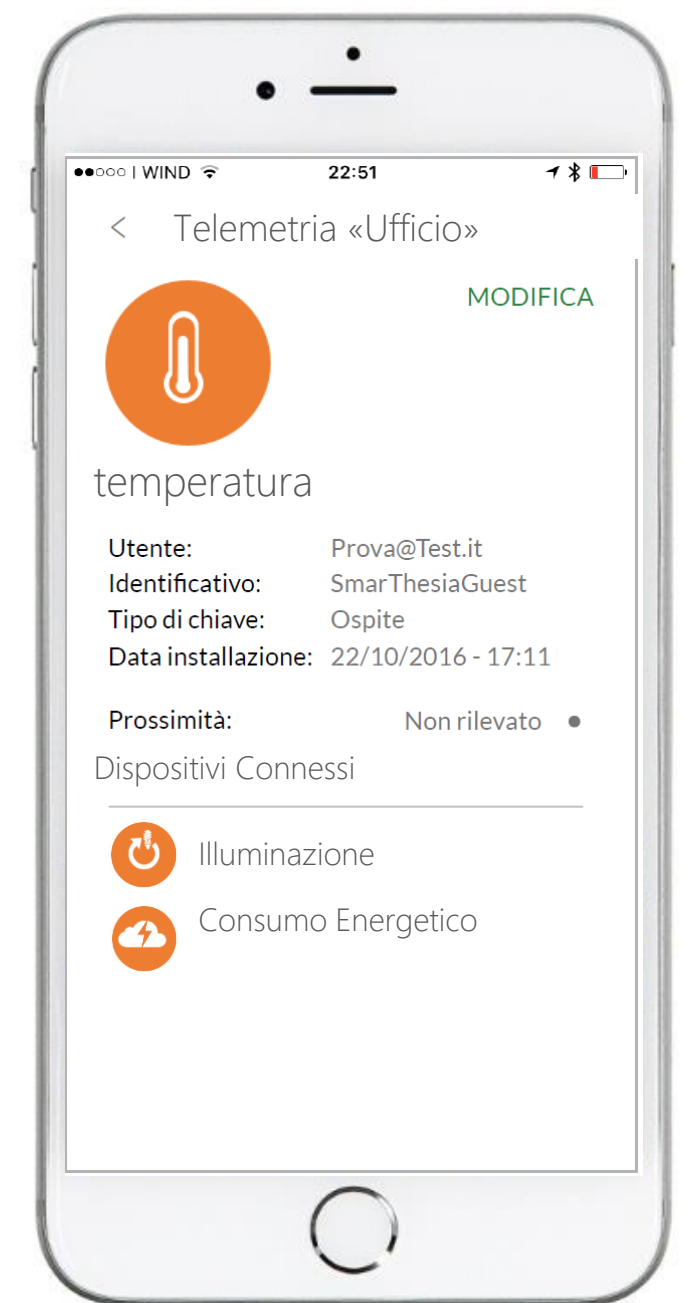 WIND 22:51
Telemetria «Ufficio»
MODIFICA
temperatura
Utente: Prova@Test.it
Identificativo: SmarThesiaGuest
Tipo di chiave: Ospite
Data installazione: 22/10/2016 - 17:11
Prossimità: Non rilevato
Dispositivi Connessi
Illuminazione
Consumo Energetico